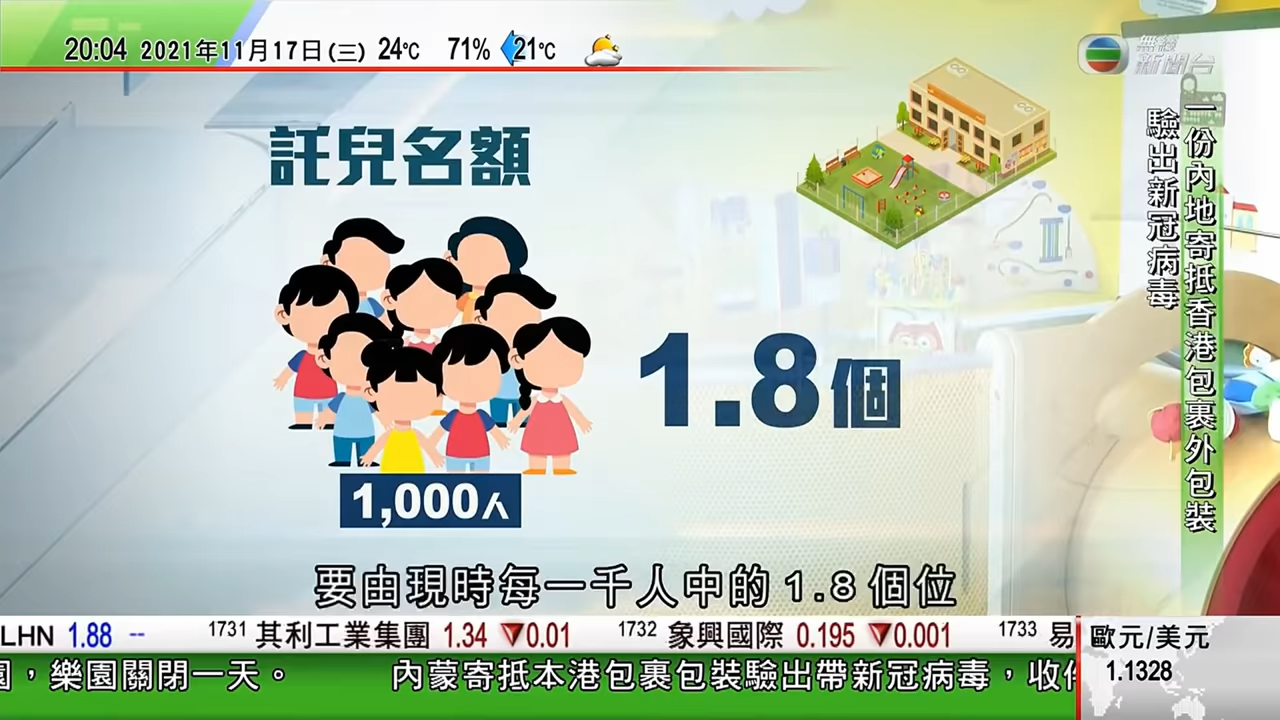 20:04 2021年11月17日(三) 24℃ 71% 21℃
無綫
新聞台
一份內地寄抵香港包裹外包裝
驗出新冠病毒
託兒名額
1.8個
1,000人
要由現時每一千人中的1.8個位
LHN 1.88 -- 1731 其利工業集團 1.34 ▼0.01 1732 象興國際 0.195 ▼0.001 1733 易
歐元/美元
1.1328
園，樂園關閉一天。 內蒙寄抵本港包裹包裝驗出帶新冠病毒，收件